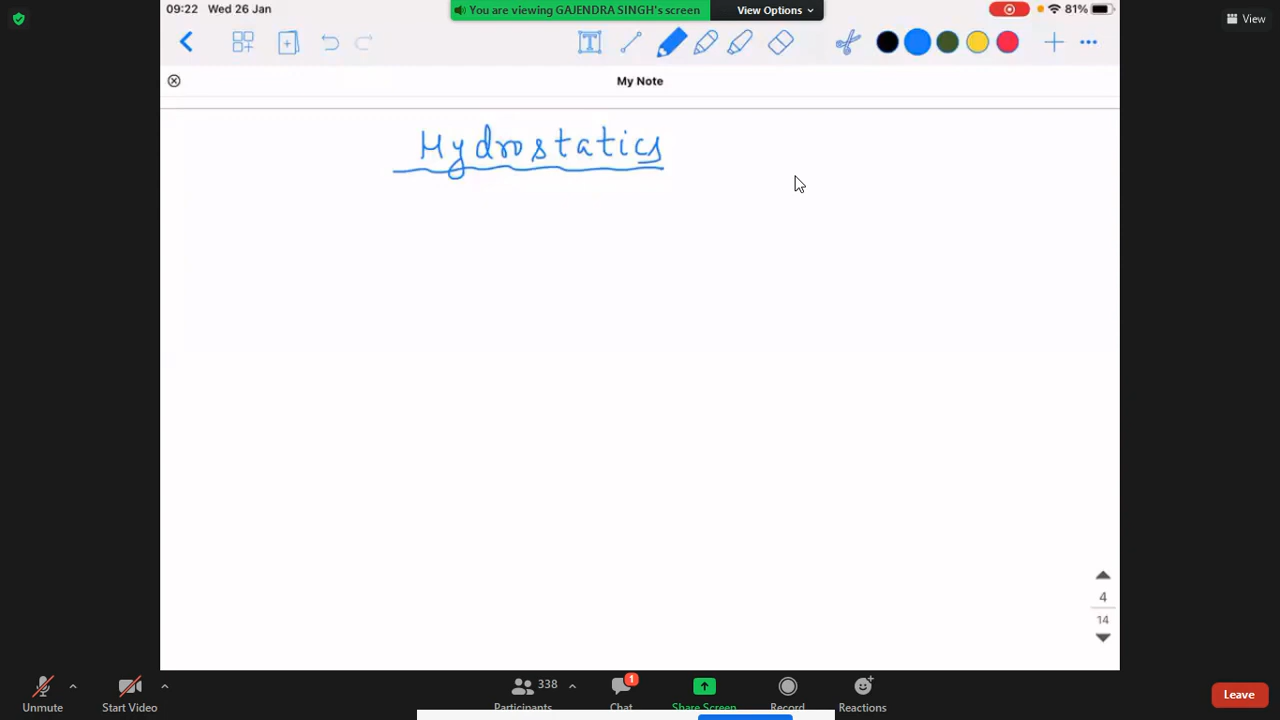 09:22 Wed 26 Jan
You are viewing GAJENDRA SINGH's screen
View Options
81%
View
My Note
Hydrostatics
4
14
Unmute
Start Video
338
Participants
1
Chat
Share Screen
Record
Reactions
Leave